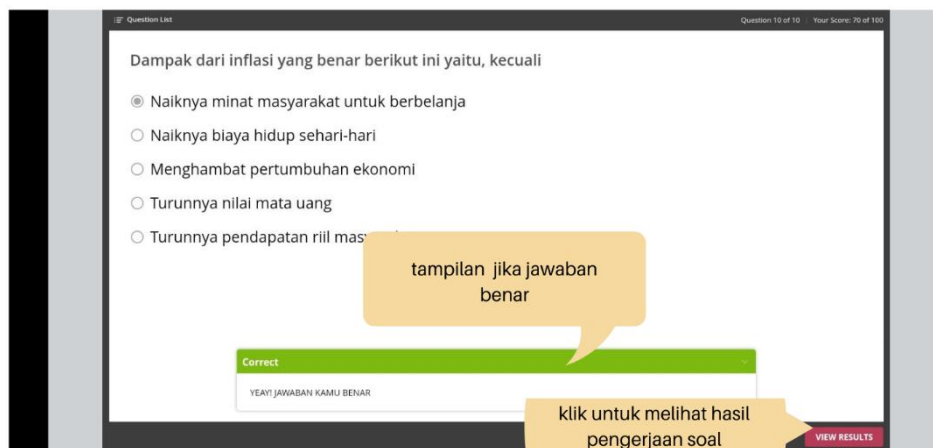 Question List
Question 10 of 10 | Your Score: 70 of 100
Dampak dari inflasi yang benar berikut ini yaitu, kecuali
Naiknya minat masyarakat untuk berbelanja
Naiknya biaya hidup sehari-hari
Menghambat pertumbuhan ekonomi
Turunnya nilai mata uang
Turunnya pendapatan riil
tampilan jika jawaban
benar
Correct
YEAY! JAWABAN KAMU BENAR
klik untuk melihat hasil
pengerjaan soal
VIEW RESULTS